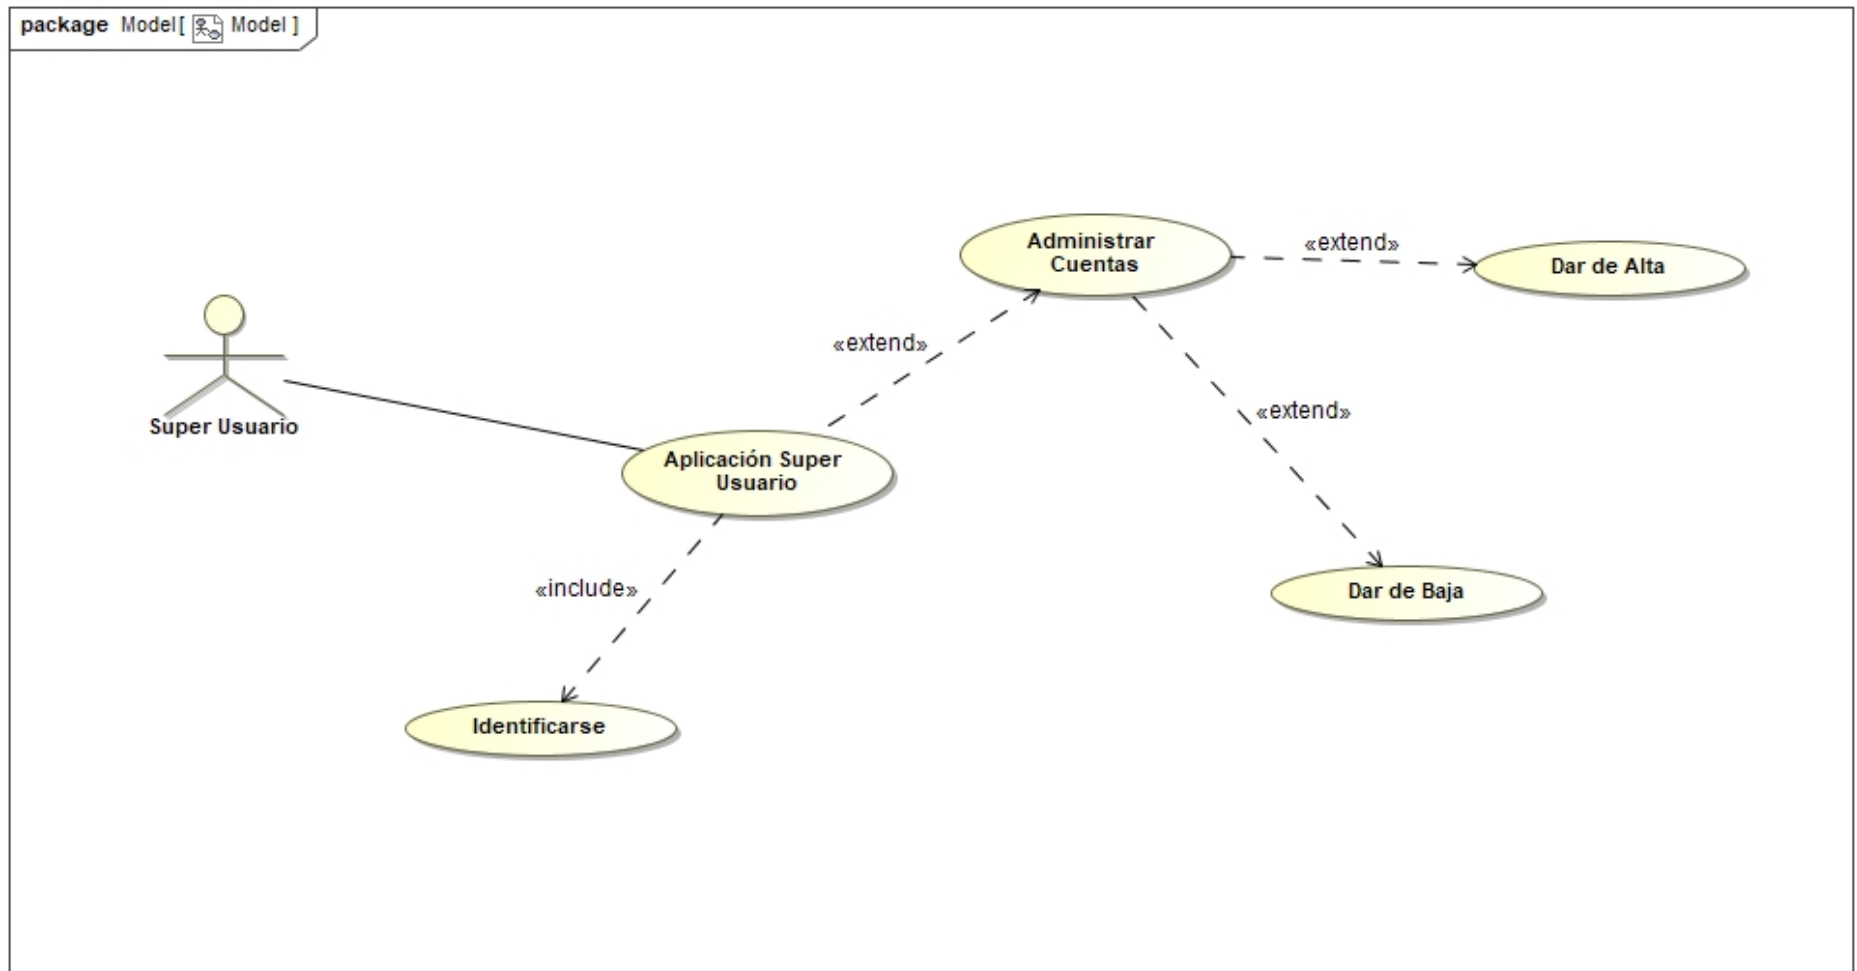 package Model[ Model ]
Administrar
Cuentas
«extend»
Dar de Alta
«extend»
Super Usuario
«extend»
Aplicación Super
Usuario
«include»
Dar de Baja
Identificarse